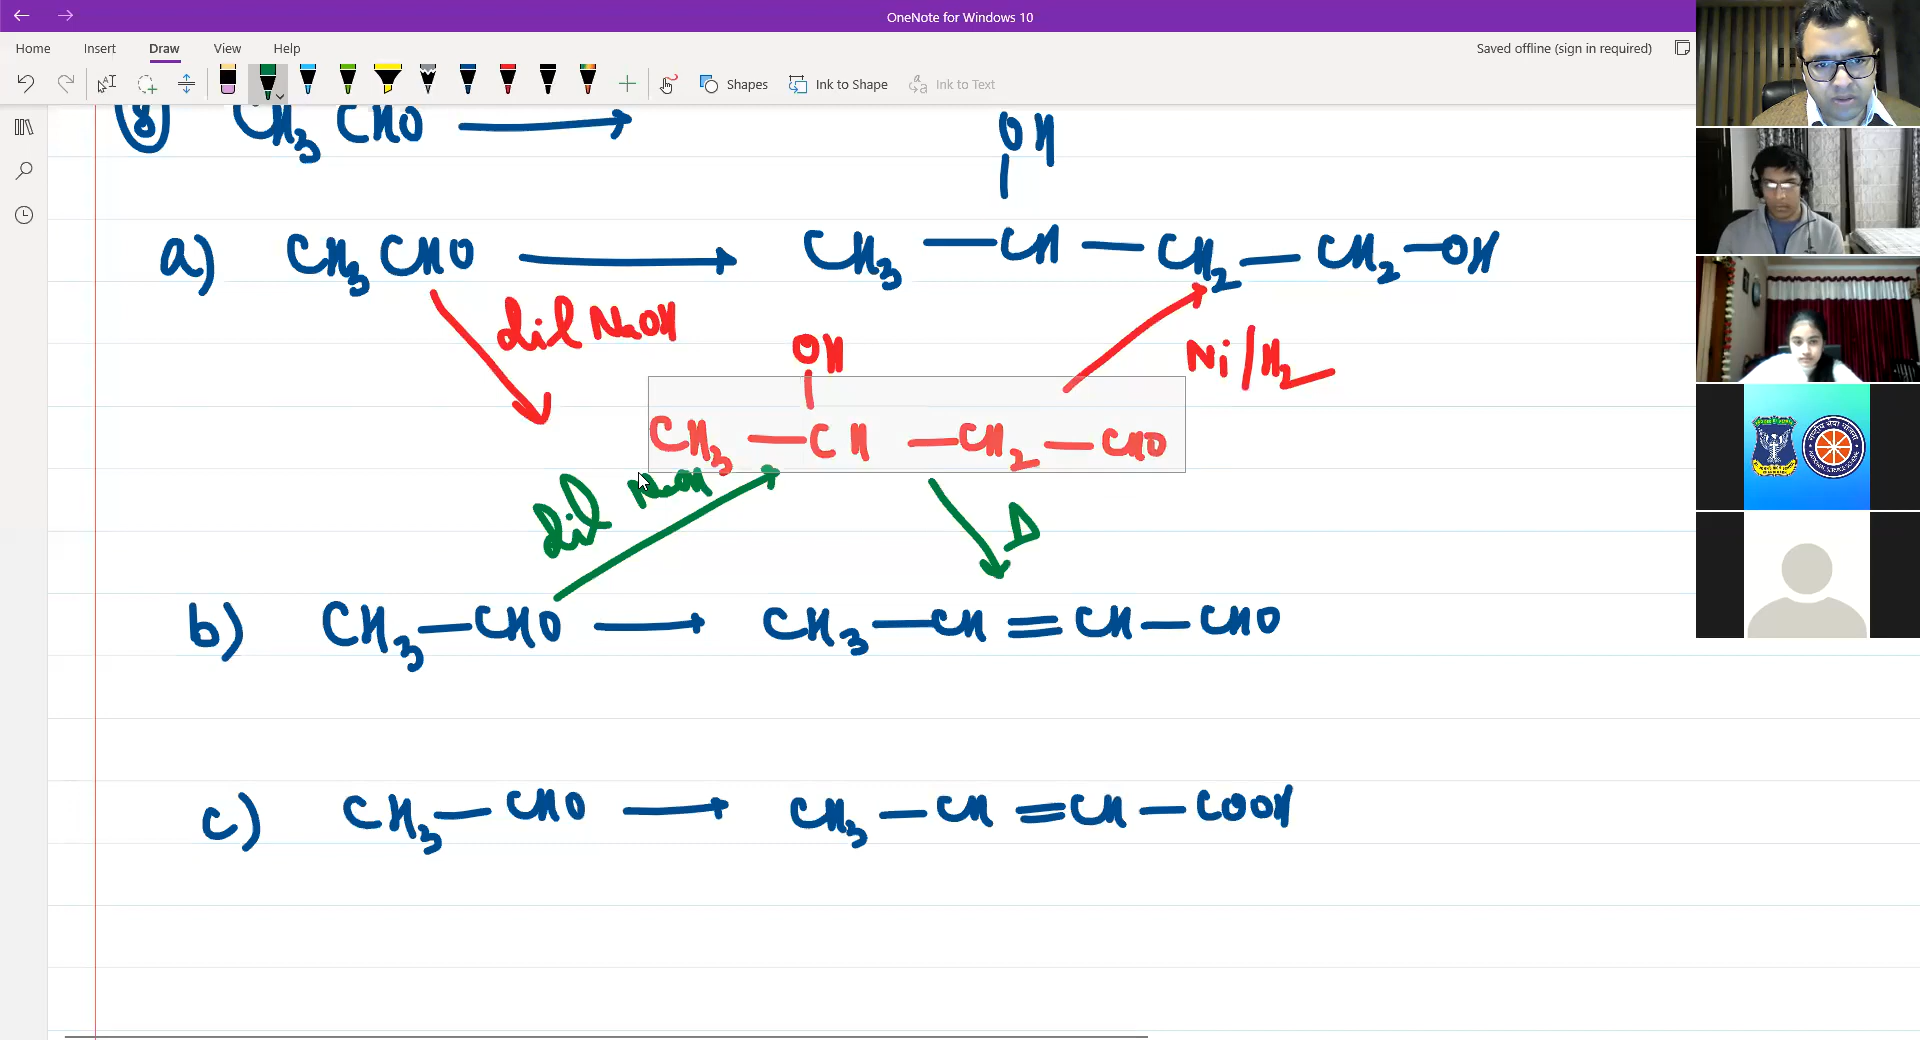 OneNote for Windows 10
Home Insert Draw View Help
Saved offline (sign in required)
Shapes Ink to Shape Ink to Text
8 CH3 CHO ⟶
OH
a) CH3 CHO ⟶ CH3 — CH — CH2 — CH2 — OH
dil NaOH
Ni/H2
OH
CH3 — CH — CH2 — CHO
dil NaOH
Δ
b) CH3 — CHO ⟶ CH3 — CH = CH — CHO
c) CH3 — CHO ⟶ CH3 — CH = CH — COOH